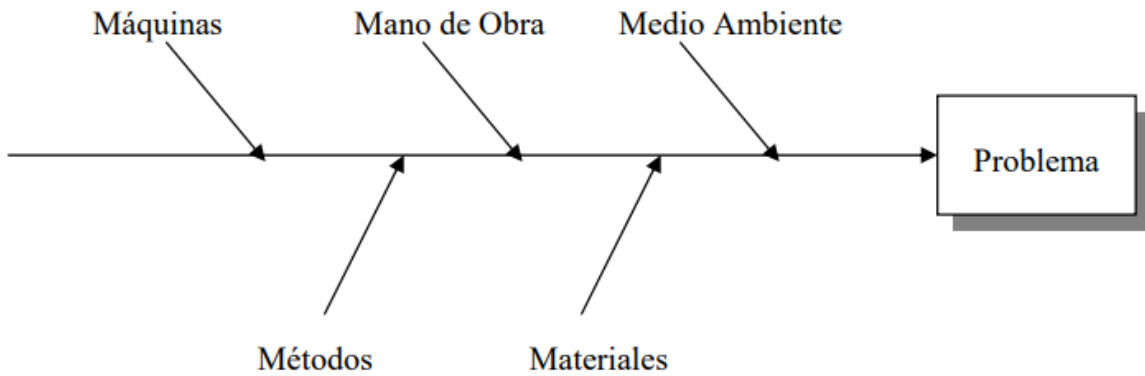 Máquinas
Mano de Obra
Medio Ambiente
Problema
Métodos
Materiales